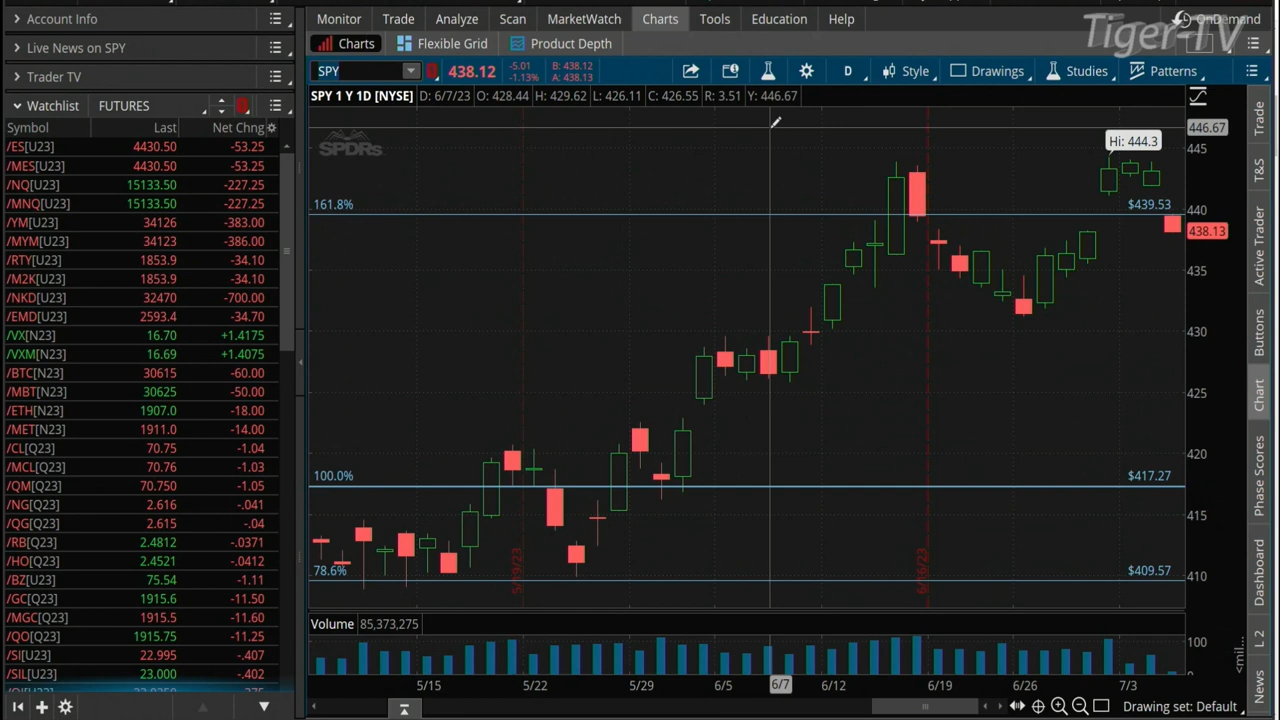 Account Info
Live News on SPY
Trader TV
Watchlist FUTURES
Symbol Last Net Chng
/ES[U23] 4430.50 -53.25
/MES[U23] 4430.50 -53.25
/NQ[U23] 15133.50 -227.25
/MNQ[U23] 15133.50 -227.25
/YM[U23] 34126 -383.00
/MYM[U23] 34123 -386.00
/RTY[U23] 1853.9 -34.10
/M2K[U23] 1853.9 -34.10
/NKD[U23] 32470 -700.00
/EMD[U23] 2593.4 -34.70
/VX[N23] 16.70 +1.4175
/VXM[N23] 16.69 +1.4075
/BTC[N23] 30615 -60.00
/MBT[N23] 30625 -50.00
/ETH[N23] 1907.0 -18.00
/MET[N23] 1911.0 -14.00
/CL[Q23] 70.75 -1.04
/MCL[Q23] 70.76 -1.03
/QM[Q23] 70.750 -1.05
/NG[Q23] 2.616 -.041
/QG[Q23] 2.615 -.04
/RB[Q23] 2.4812 -.0371
/HO[Q23] 2.4521 -.0412
/BZ[U23] 75.54 -1.11
/GC[Q23] 1915.6 -11.50
/MGC[Q23] 1915.5 -11.60
/QO[Q23] 1915.75 -11.25
/SI[U23] 22.995 -.407
/SIL[U23] 23.000 -.402
Monitor Trade Analyze Scan MarketWatch Charts Tools Education Help
OnDemand
Tiger-TV
Charts Flexible Grid Product Depth
SPY 438.12 -5.01 -1.13% B: 438.12 A: 438.13 D Style Drawings Studies Patterns
SPY 1 Y 1D [NYSE] D: 6/7/23 O: 428.44 H: 429.62 L: 426.11 C: 426.55 R: 3.51 Y: 446.67
SPDRs
446.67
445
Hi: 444.3
161.8% $439.53
440
438.13
435
430
425
420
100.0% $417.27
415
78.6% $409.57
410
5/19/23
6/16/23
Volume 85,373,275
100
<mil...
5/15 5/22 5/29 6/5 6/7 6/12 6/19 6/26 7/3
Drawing set: Default
Trade
T&S
Active Trader
Buttons
Chart
Phase Scores
Dashboard
L 2
News